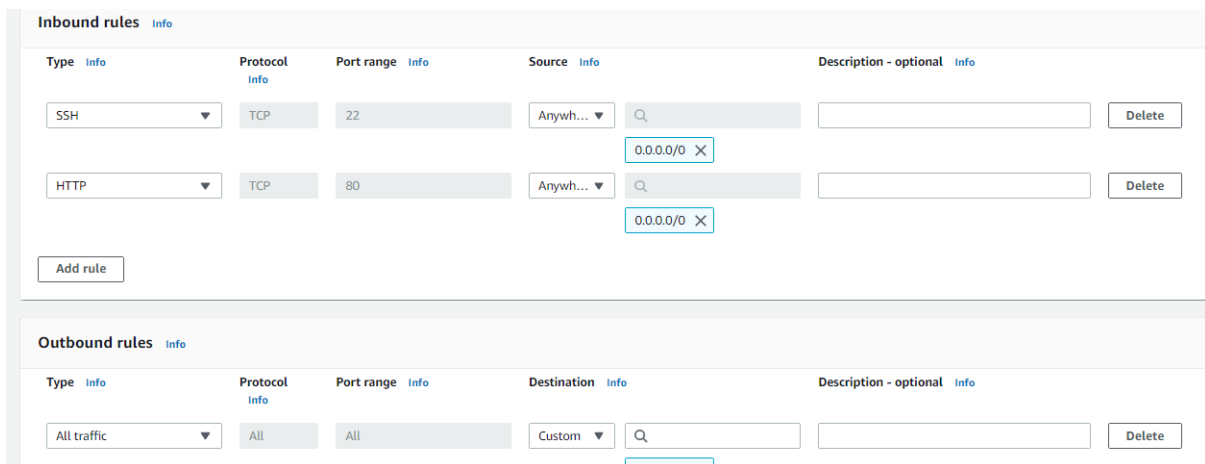 Inbound rules Info
Type Info Protocol Info Port range Info Source Info Description - optional Info
SSH TCP 22 Anywh... Delete
0.0.0.0/0
HTTP TCP 80 Anywh... Delete
0.0.0.0/0
Add rule
Outbound rules Info
Type Info Protocol Info Port range Info Destination Info Description - optional Info
All traffic All All Custom Delete